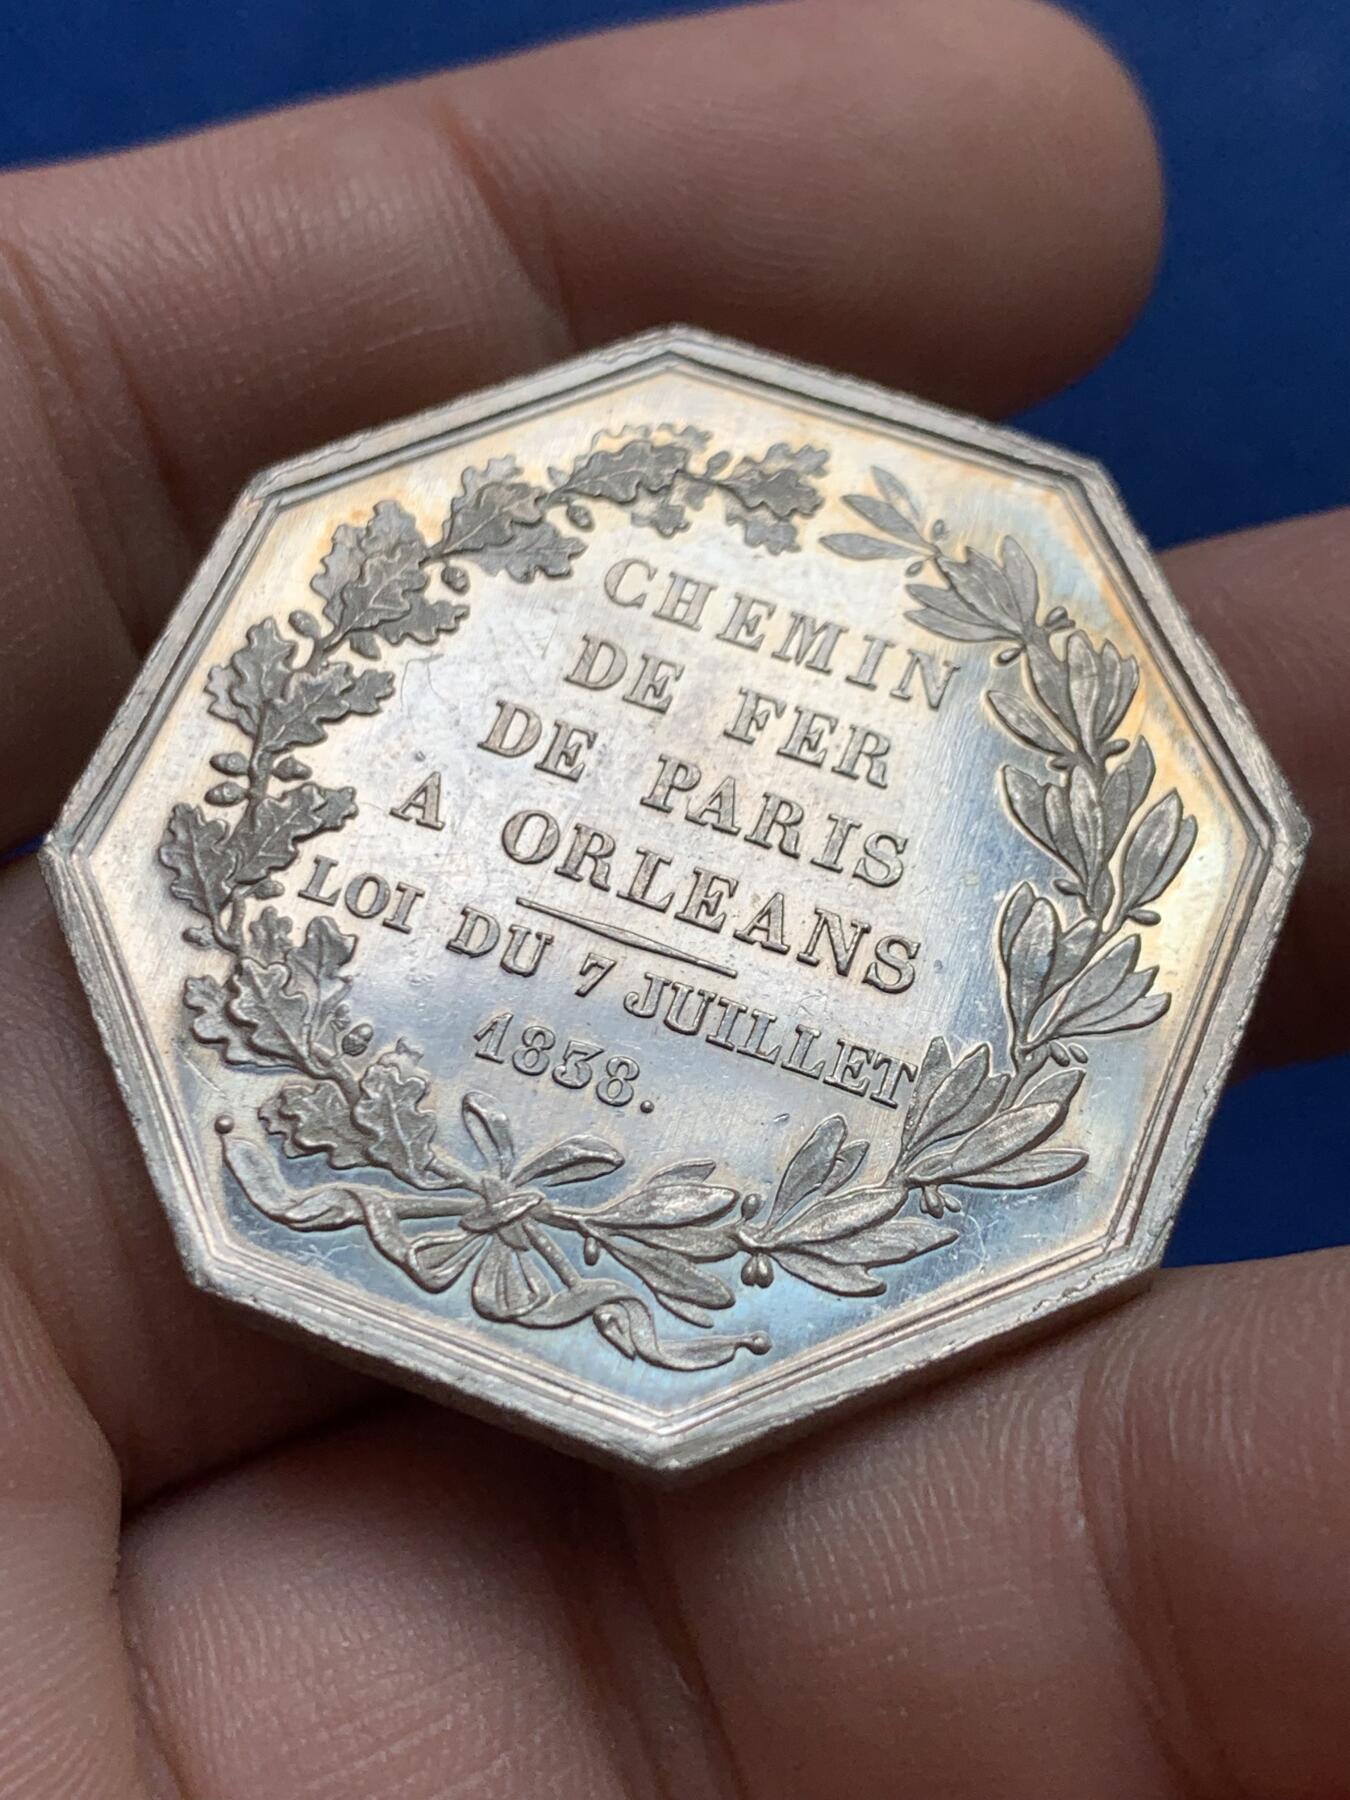 CHEMIN
DE FER
DE PARIS
A ORLEANS
LOI DU 7 JUILLET
1838.